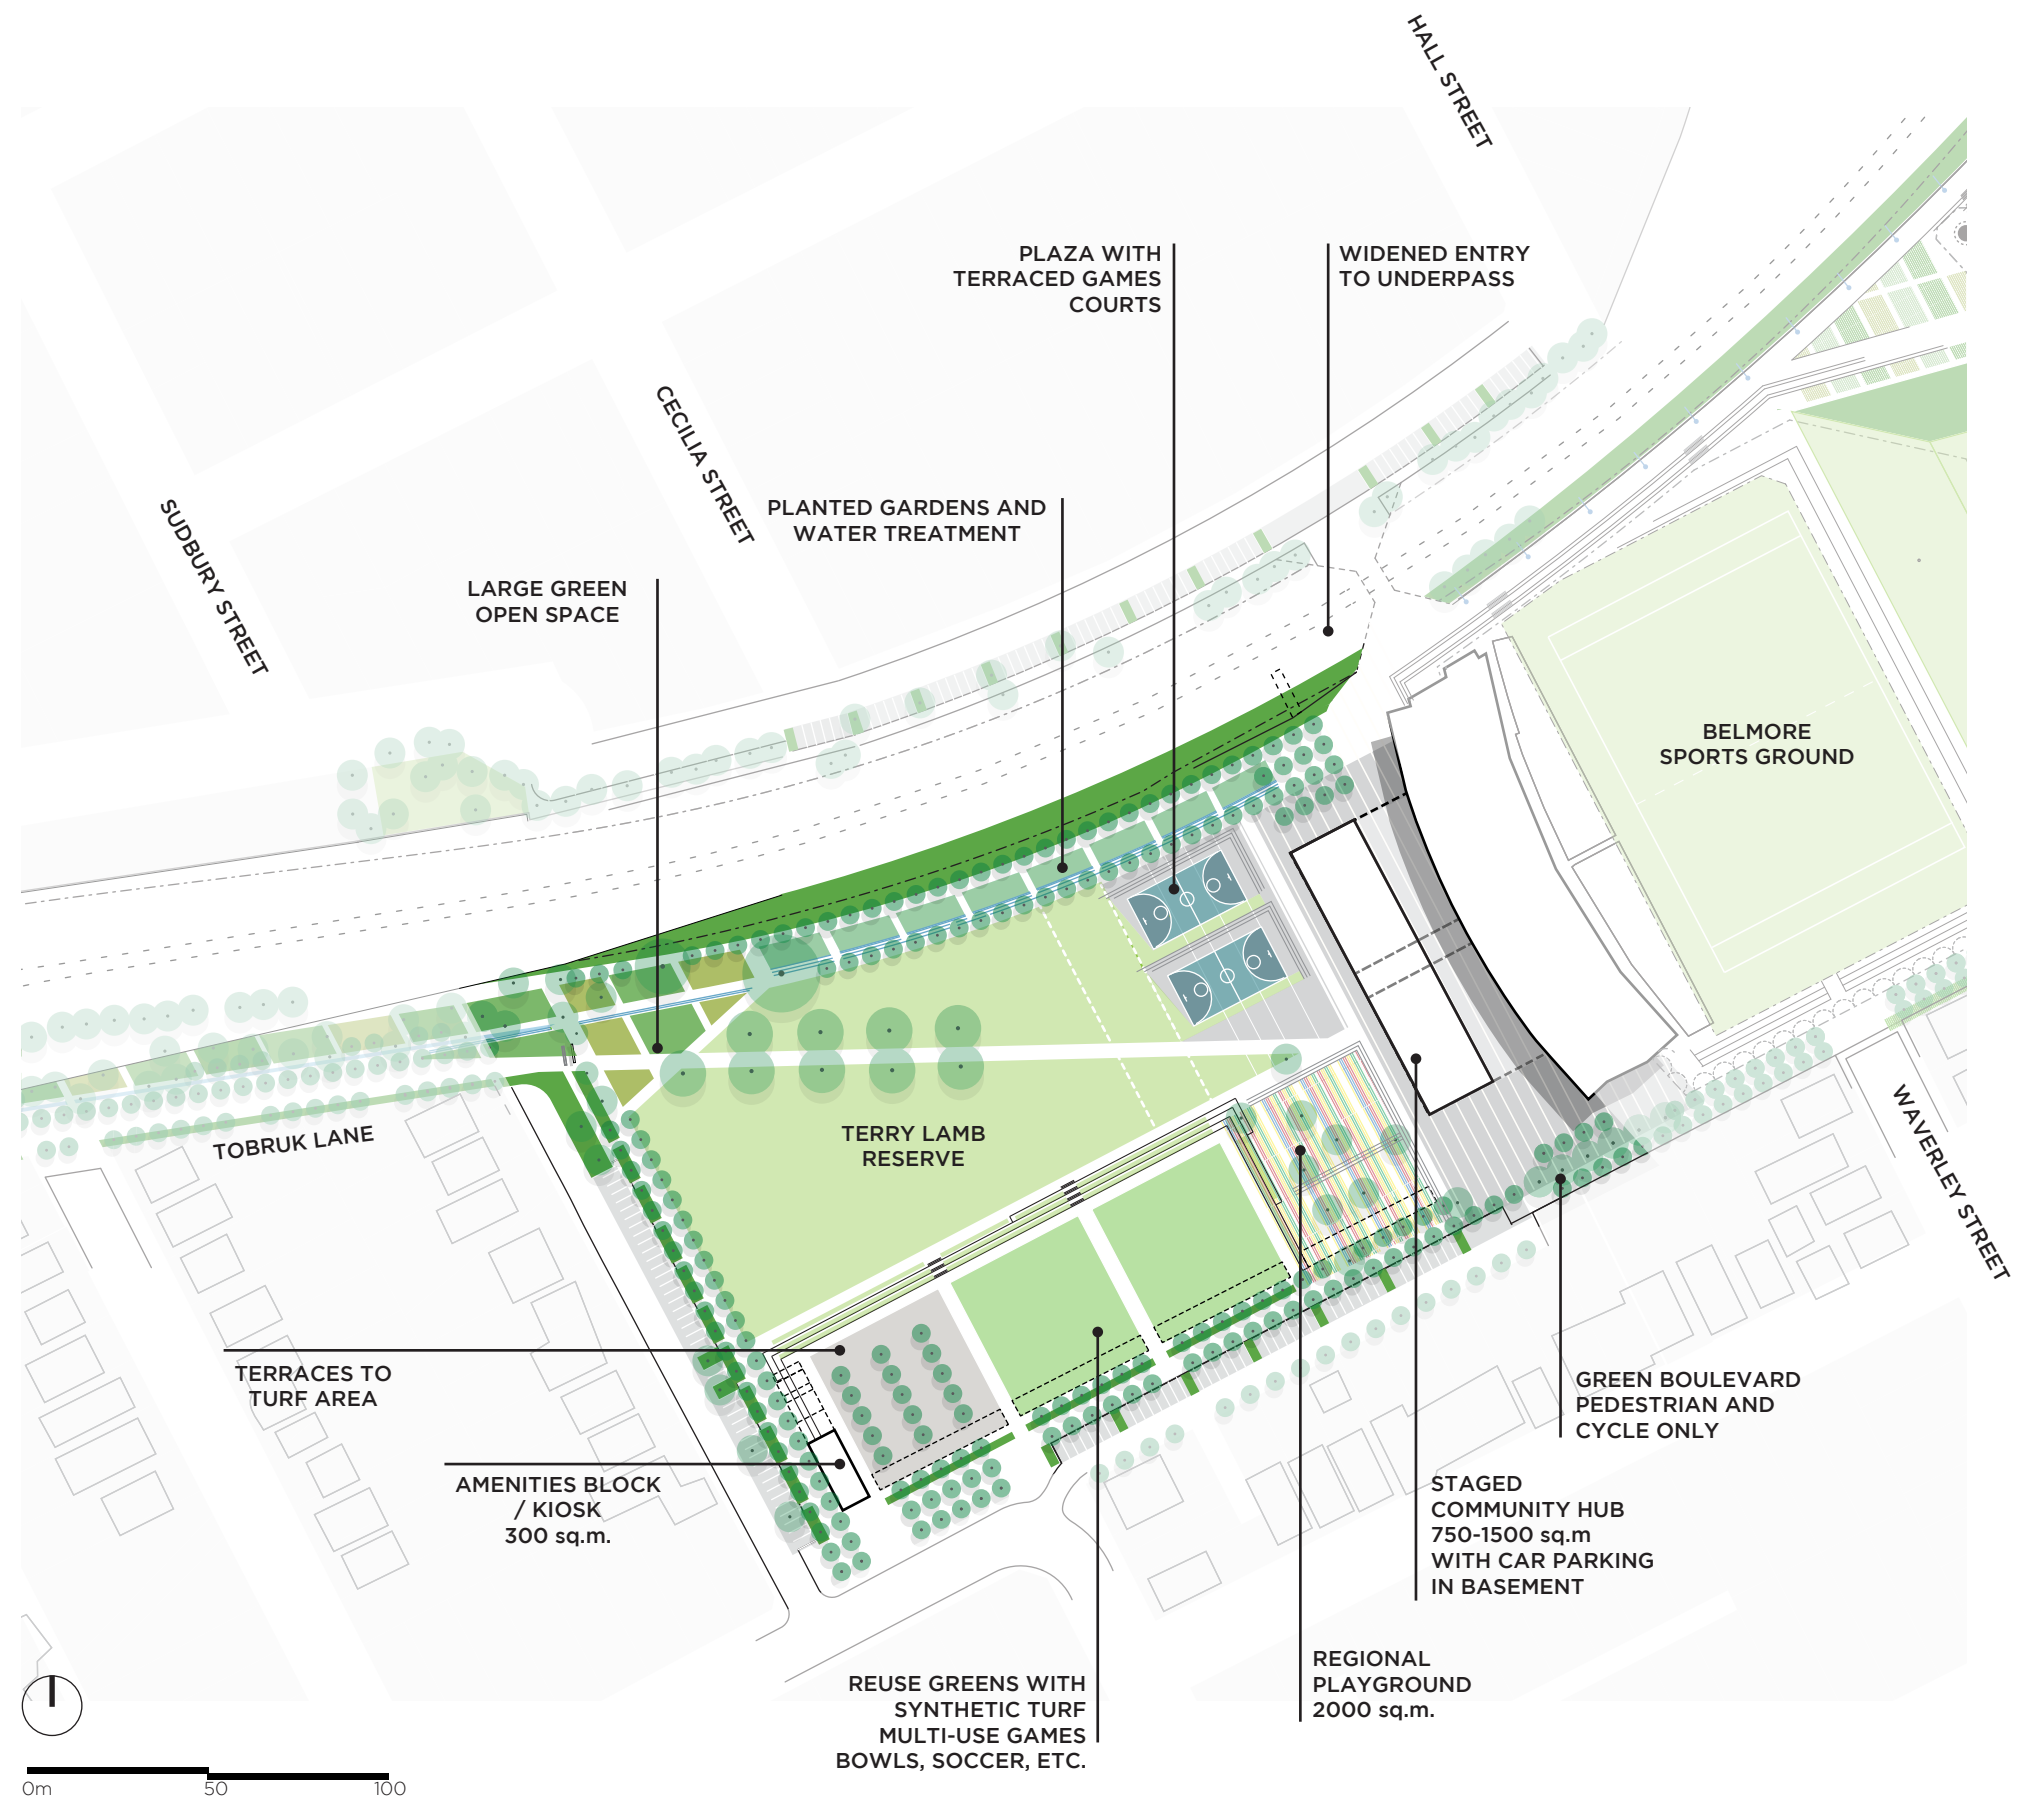 HALL STREET
PLAZA WITH
TERRACED GAMES
COURTS
WIDENED ENTRY
TO UNDERPASS
CECILIA STREET
PLANTED GARDENS AND
WATER TREATMENT
SUDBURY STREET
LARGE GREEN
OPEN SPACE
BELMORE
SPORTS GROUND
TOBRUK LANE
TERRY LAMB
RESERVE
WAVERLEY STREET
TERRACES TO
TURF AREA
GREEN BOULEVARD
PEDESTRIAN AND
CYCLE ONLY
AMENITIES BLOCK
/ KIOSK
300 sq.m.
STAGED
COMMUNITY HUB
750-1500 sq.m
WITH CAR PARKING
IN BASEMENT
REGIONAL
PLAYGROUND
2000 sq.m.
REUSE GREENS WITH
SYNTHETIC TURF
MULTI-USE GAMES
BOWLS, SOCCER, ETC.
0m 50 100